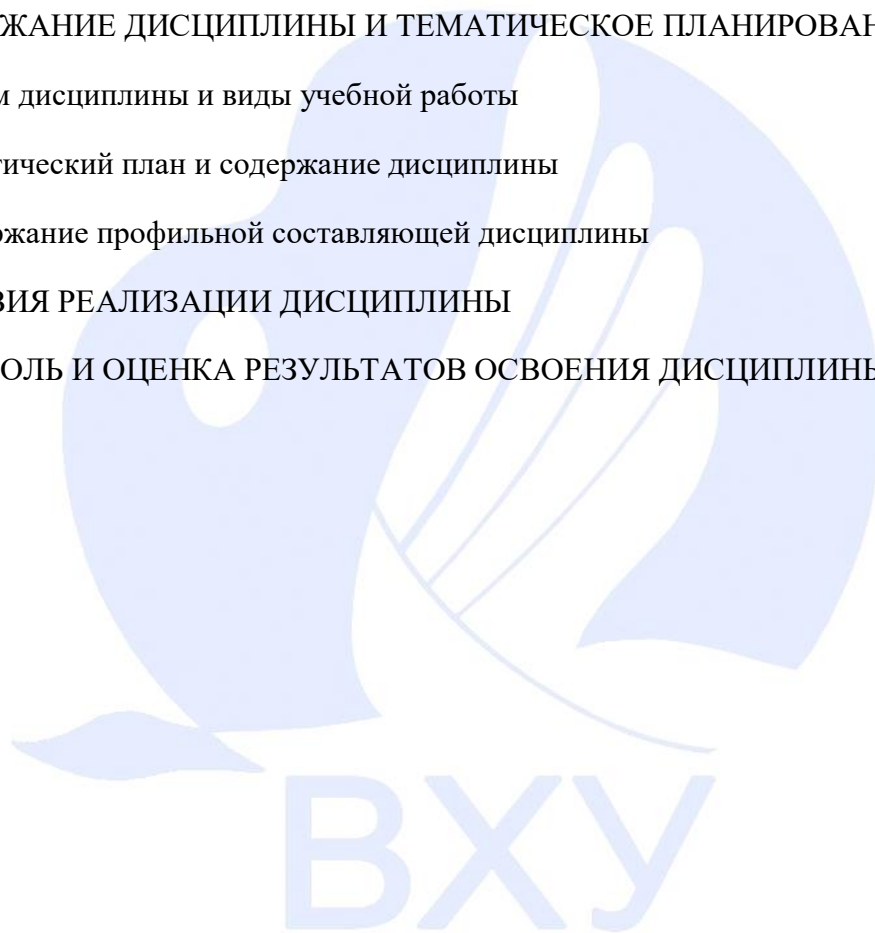 ЖАНИЕ ДИСЦИПЛИНЫ И ТЕМАТИЧЕСКОЕ ПЛАНИРОВАН
м дисциплины и виды учебной работы
тический план и содержание дисциплины
ржание профильной составляющей дисциплины
ВИЯ РЕАЛИЗАЦИИ ДИСЦИПЛИНЫ
ОЛЬ И ОЦЕНКА РЕЗУЛЬТАТОВ ОСВОЕНИЯ ДИСЦИПЛИНЫ
ВХУ